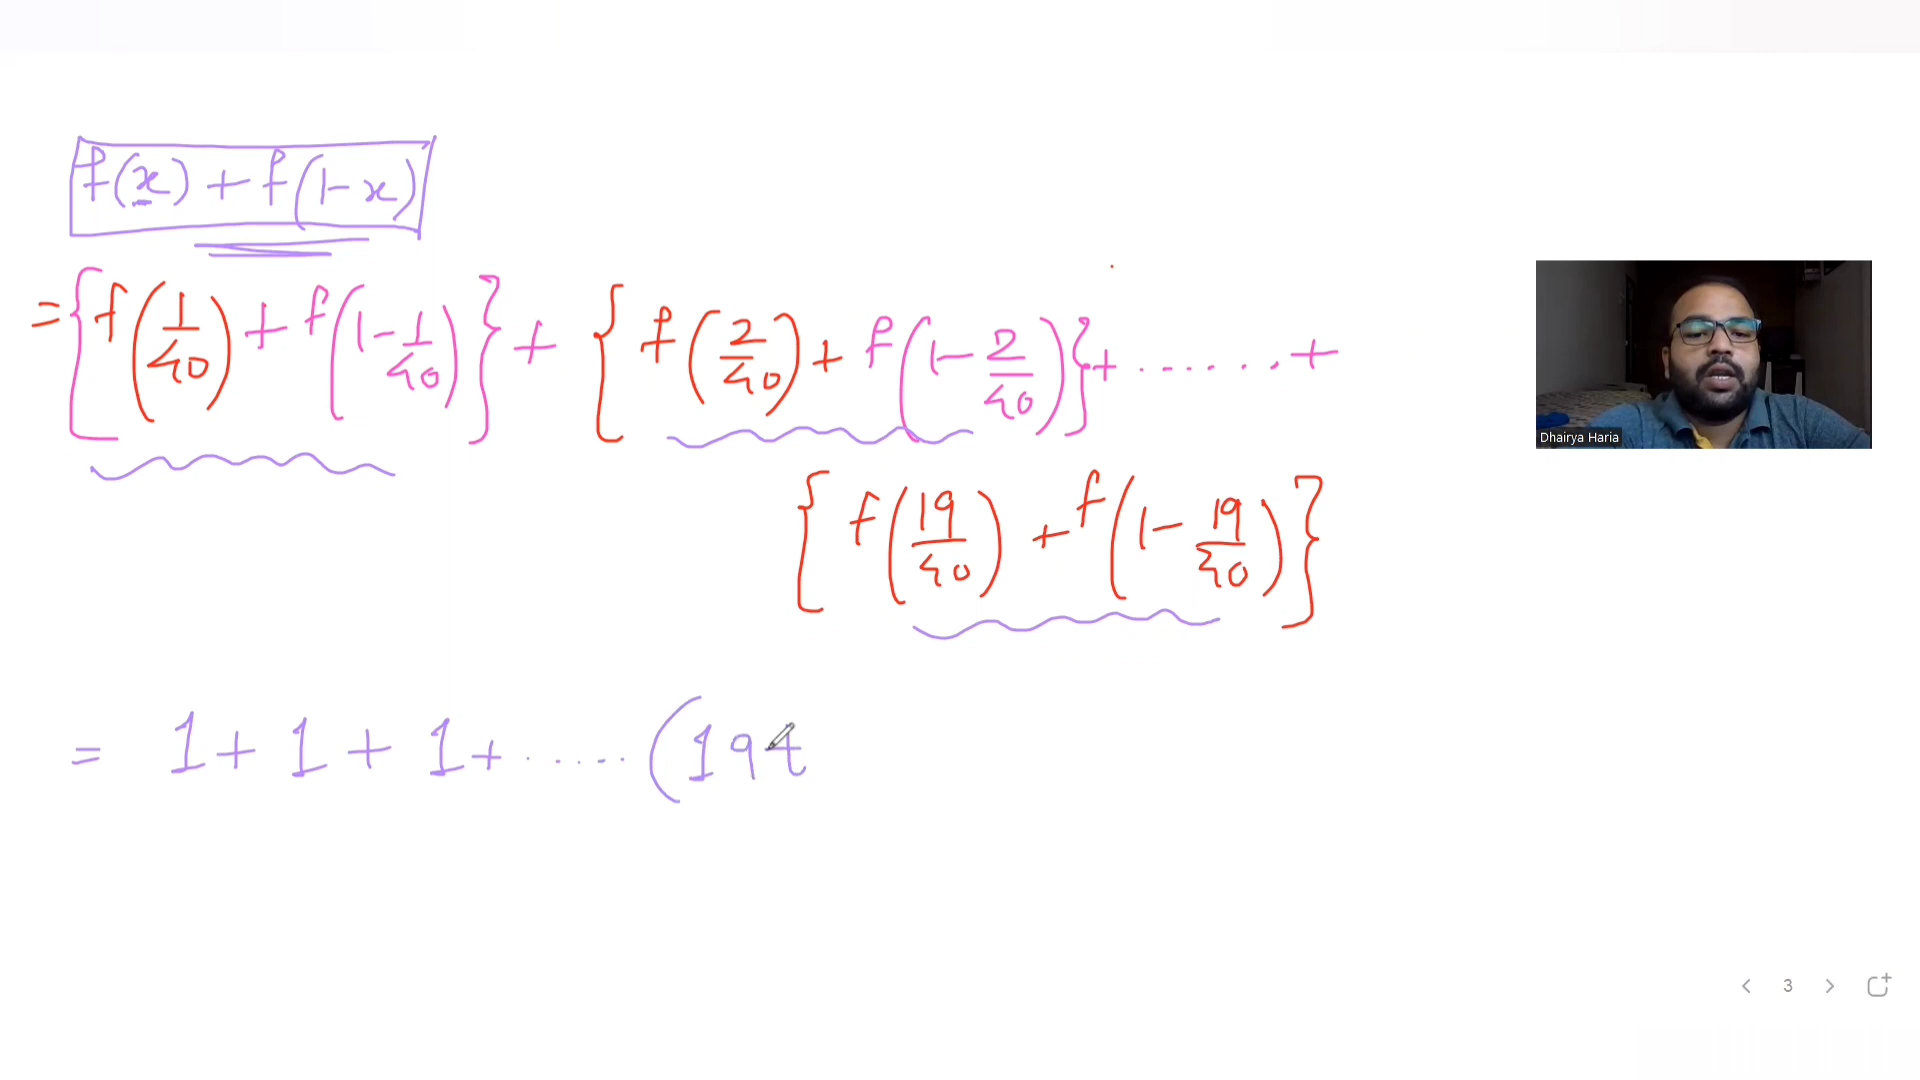 f(x) + f(1-x)
= {f(1/40) + f(1-1/40)} + {f(2/40) + f(1-2/40)} + ....... +
{f(19/40) + f(1-19/40)}
= 1 + 1 + 1 + ...... (19t
Dhairya Haria
3